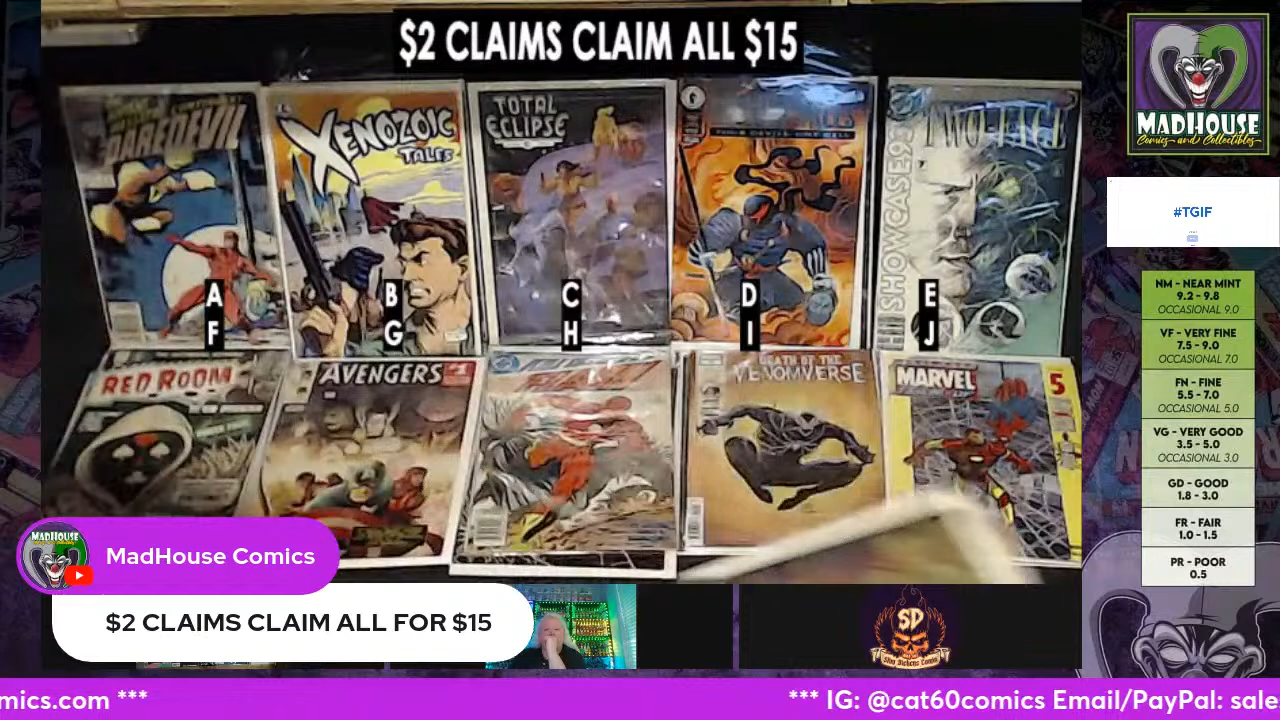 $2 CLAIMS CLAIM ALL $15
DAREDEVIL
XENOZOIC
TALES
TOTAL
ECLIPSE
SHOWCASE
TWO-FACE
A
F
B
G
C
H
D
I
E
J
RED ROOM
AVENGERS
#1
DEATH OF THE
VENOMVERSE
MARVEL
5
MADHOUSE
Comics and Collectibles
#TGIF
NM - NEAR MINT
9.2 - 9.8
OCCASIONAL 9.0
VF - VERY FINE
7.5 - 9.0
OCCASIONAL 7.0
FN - FINE
5.5 - 7.0
OCCASIONAL 5.0
VG - VERY GOOD
3.5 - 5.0
OCCASIONAL 3.0
GD - GOOD
1.8 - 3.0
FR - FAIR
1.0 - 1.5
PR - POOR
0.5
MADHOUSE
MadHouse Comics
$2 CLAIMS CLAIM ALL FOR $15
SD
mics.com *** *** IG: @cat60comics Email/PayPal: sale